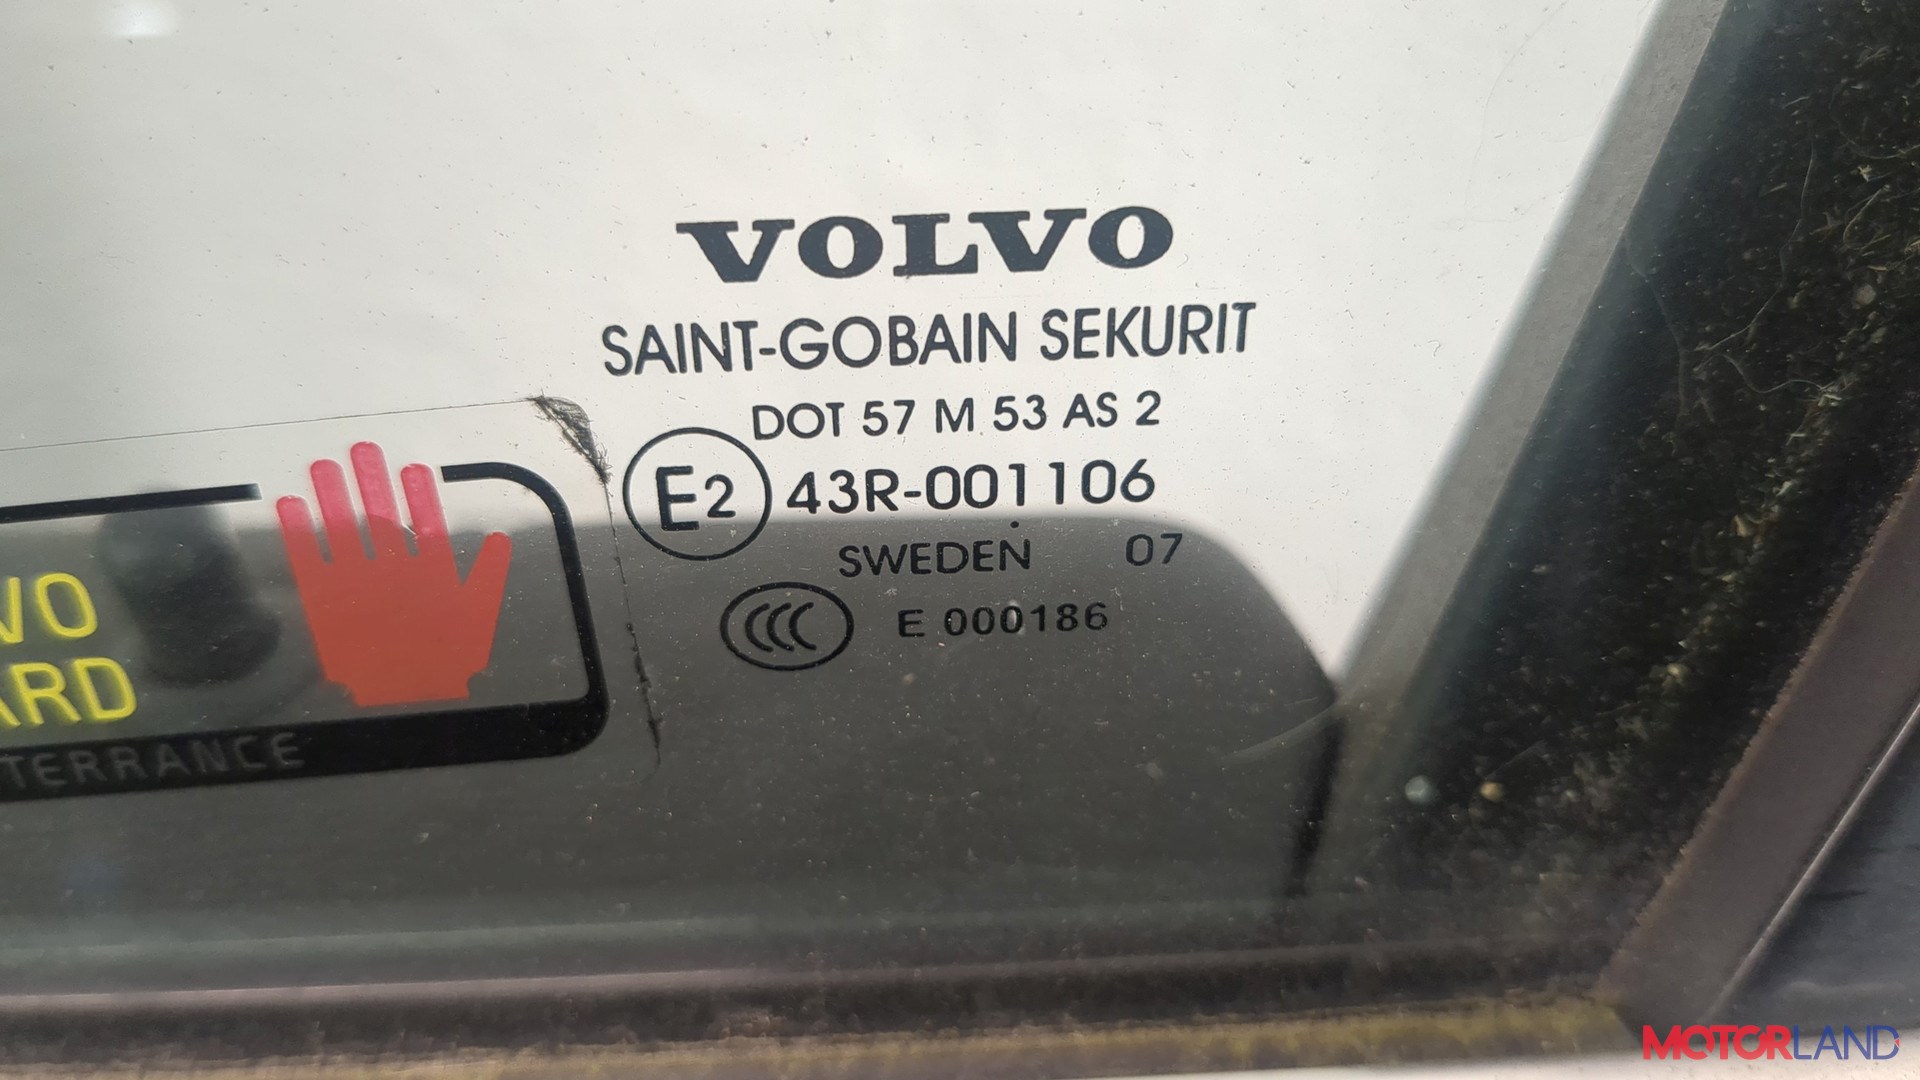 VOLVO
SAINT-GOBAIN SEKURIT
DOT 57 M 53 AS 2
E2 43R-001106
SWEDEN 07
CCC E 000186
VO
ARD
TERRANCE
MOTORLAND